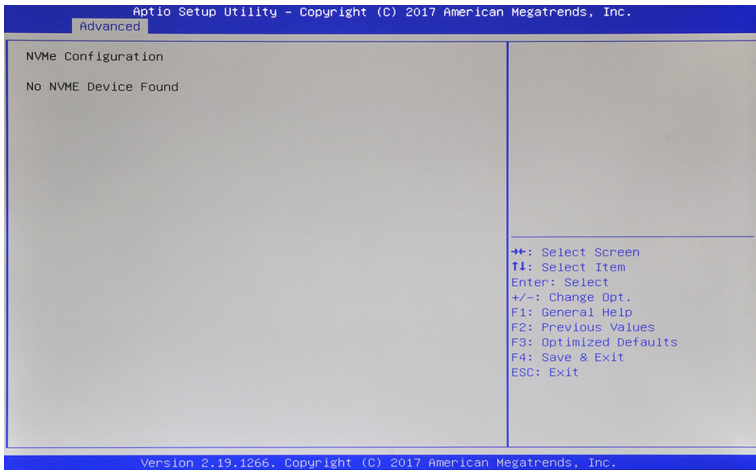 Aptio Setup Utility – Copyright (C) 2017 American Megatrends, Inc.
Advanced
NVMe Configuration
No NVME Device Found
→←: Select Screen
↑↓: Select Item
Enter: Select
+/-: Change Opt.
F1: General Help
F2: Previous Values
F3: Optimized Defaults
F4: Save & Exit
ESC: Exit
Version 2.19.1266. Copyright (C) 2017 American Megatrends, Inc.